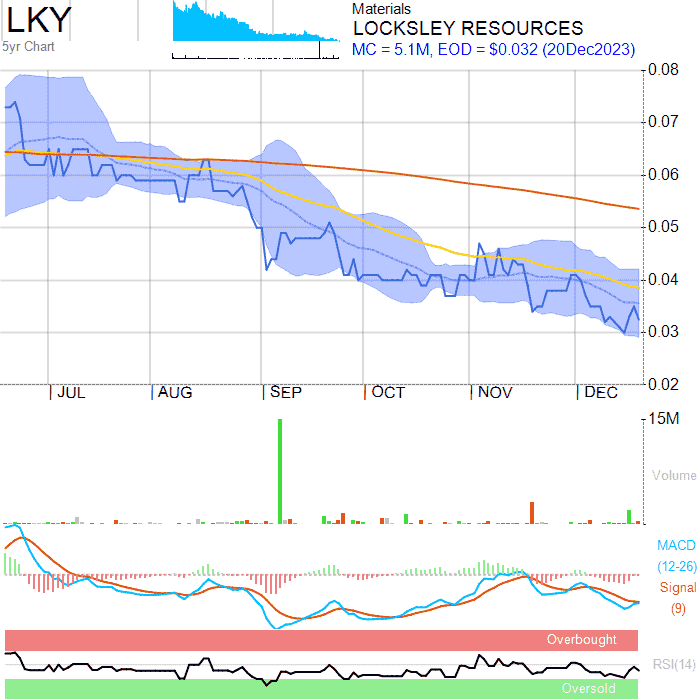 LKY
5yr Chart
Materials
LOCKSLEY RESOURCES
MC = 5.1M, EOD = $0.032 (20Dec2023)
0.08
0.07
0.06
0.05
0.04
0.03
0.02
JUL AUG SEP OCT NOV DEC
15M
Volume
MACD
(12-26)
Signal
(9)
Overbought
RSI(14)
Oversold